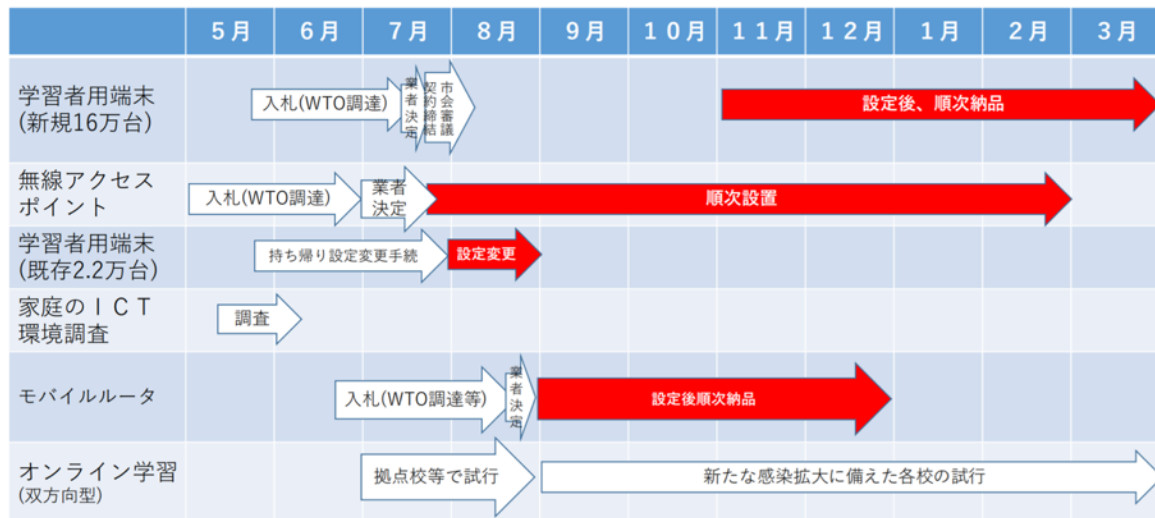 5月 6月 7月 8月 9月 10月 11月 12月 1月 2月 3月
学習者用端末
(新規16万台)
入札(WTO調達)
業者決定
契約締結
市会審議
設定後、順次納品
無線アクセス
ポイント
入札(WTO調達)
業者
決定
順次設置
学習者用端末
(既存2.2万台)
持ち帰り設定変更手続
設定変更
家庭のICT
環境調査
調査
モバイルルータ
入札(WTO調達等)
業者決定
設定後順次納品
オンライン学習
(双方向型)
拠点校等で試行
新たな感染拡大に備えた各校の試行